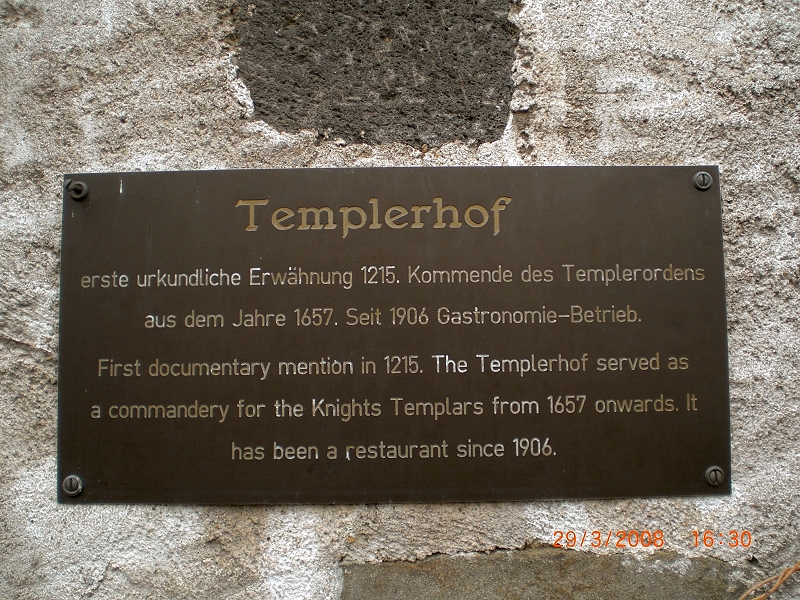 Templerhof
erste urkundliche Erwähnung 1215. Kommende des Templerordens
aus dem Jahre 1657. Seit 1906 Gastronomie-Betrieb.
First documentary mention in 1215. The Templerhof served as
a commandery for the Knights Templars from 1657 onwards. It
has been a restaurant since 1906.
29/3/2008 16:30